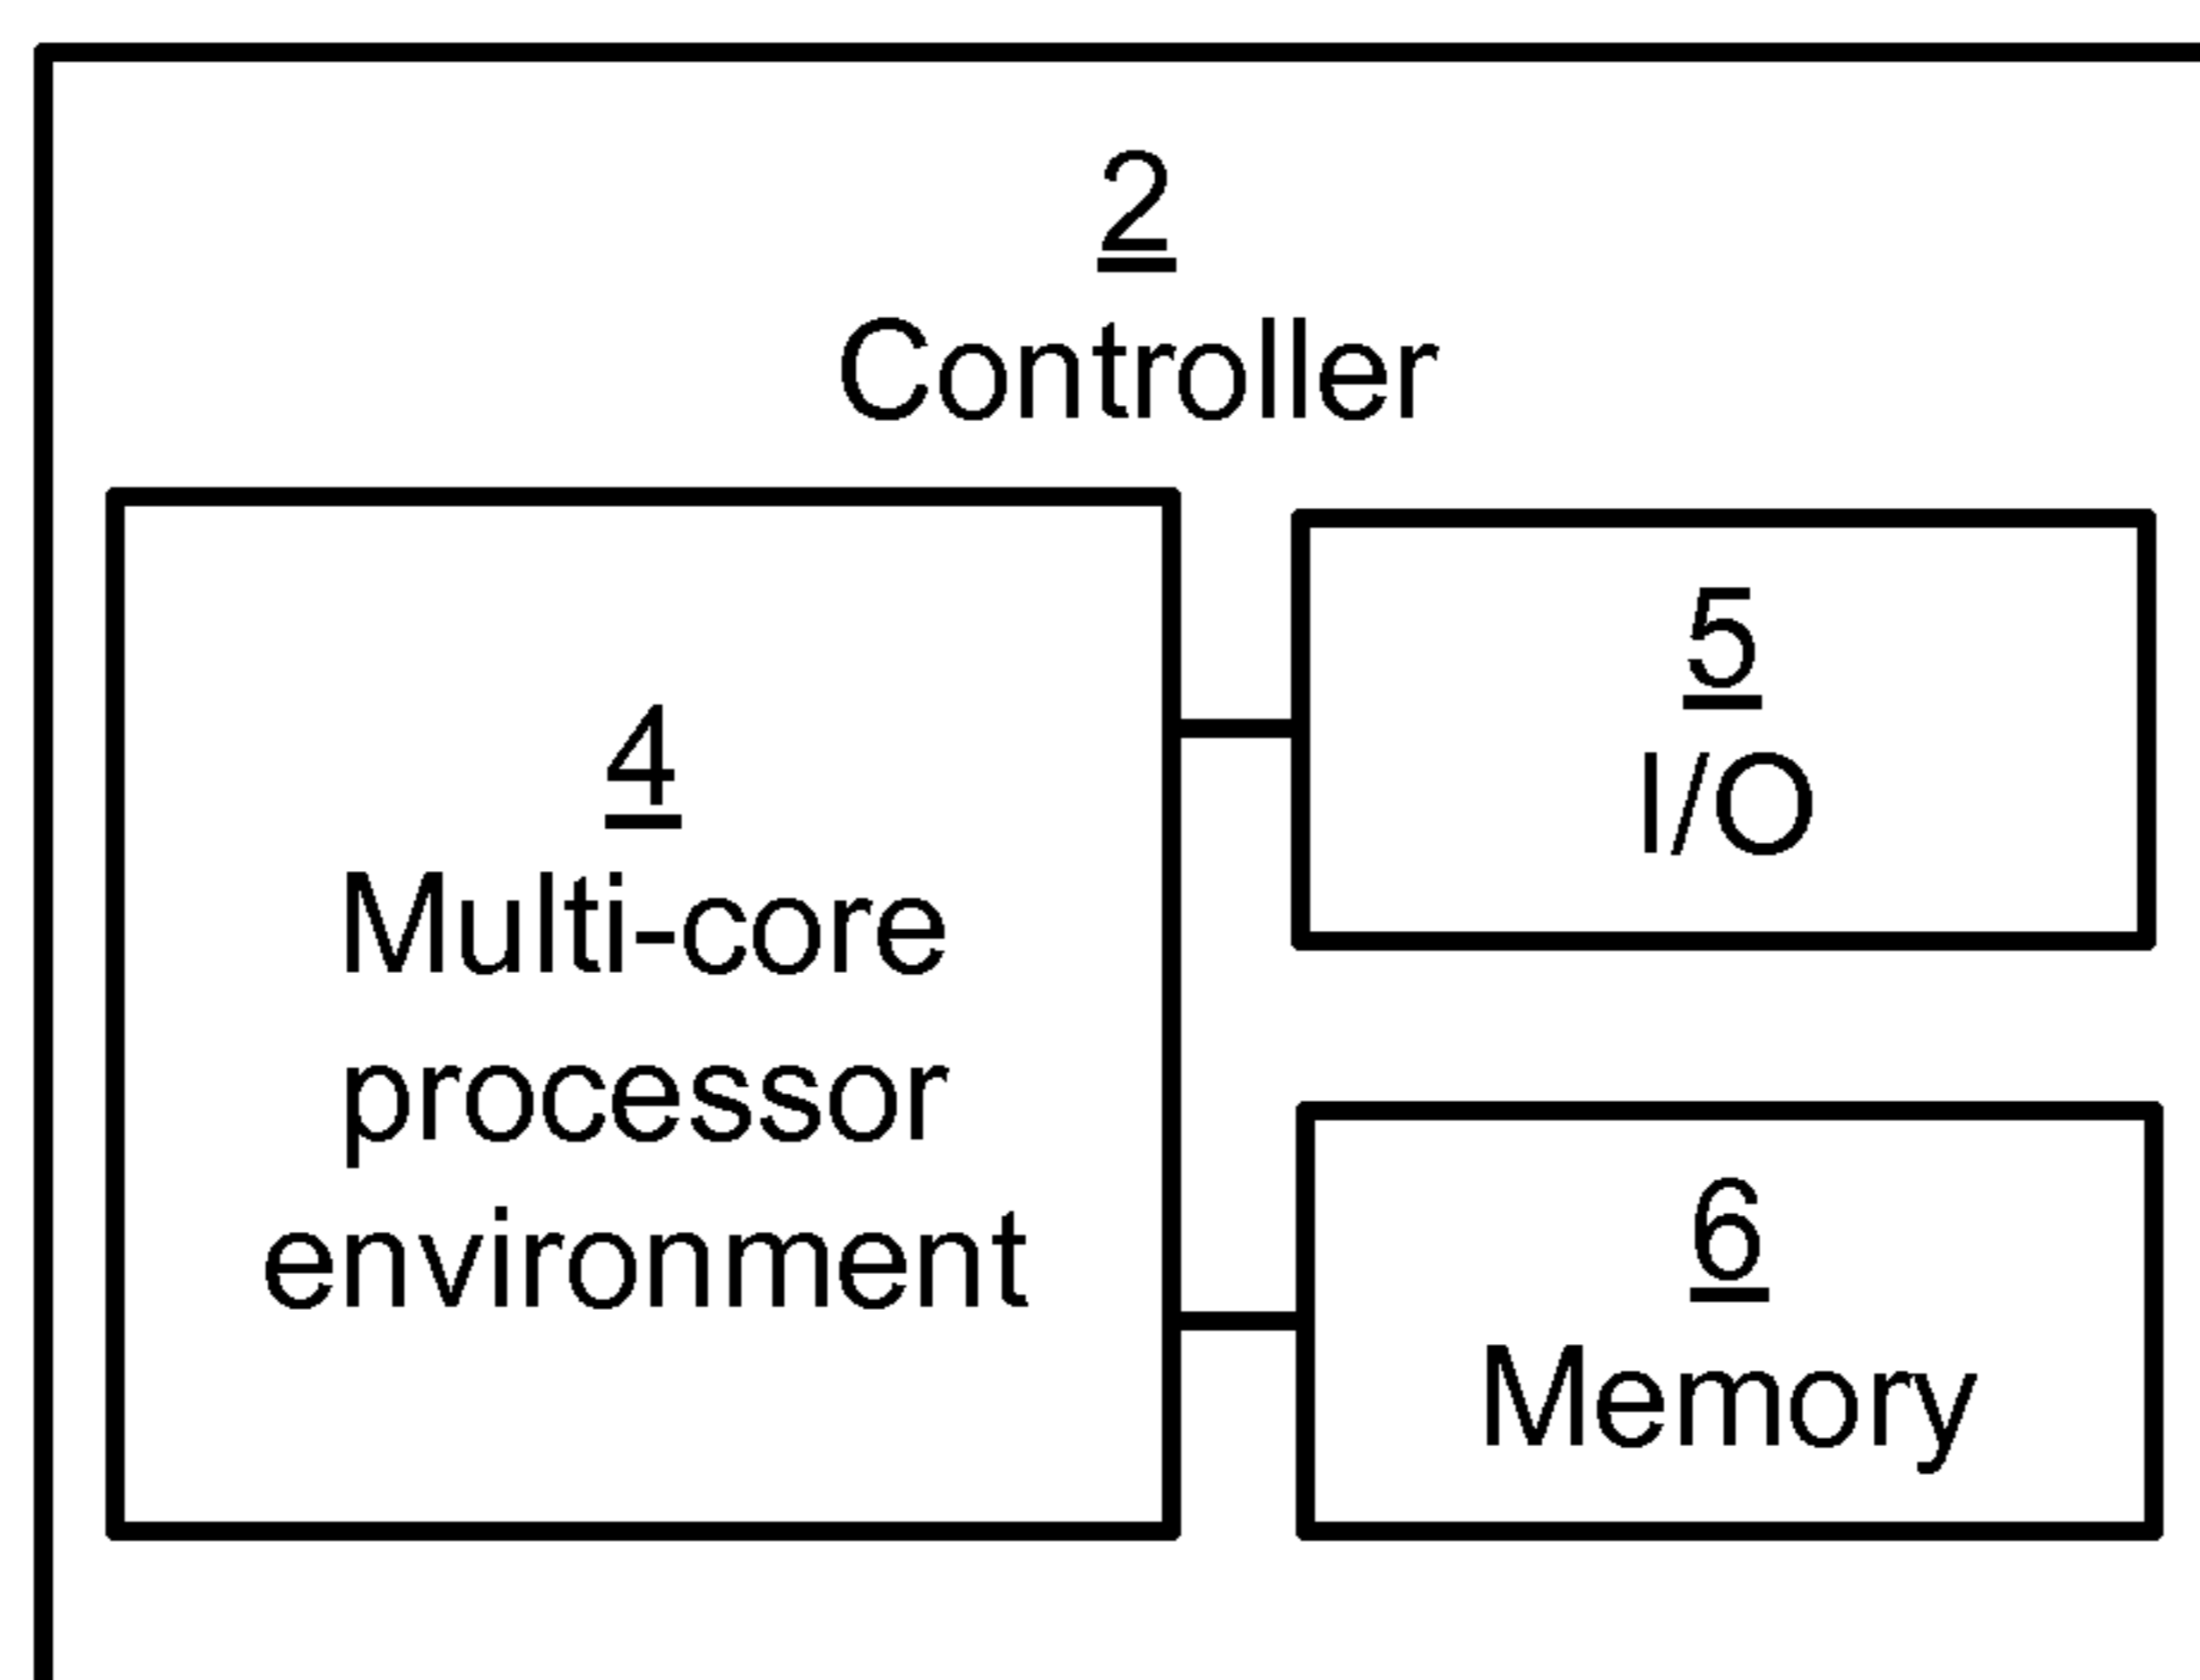 2
Controller
4
Multi-core
processor
environment
5
I/O
6
Memory